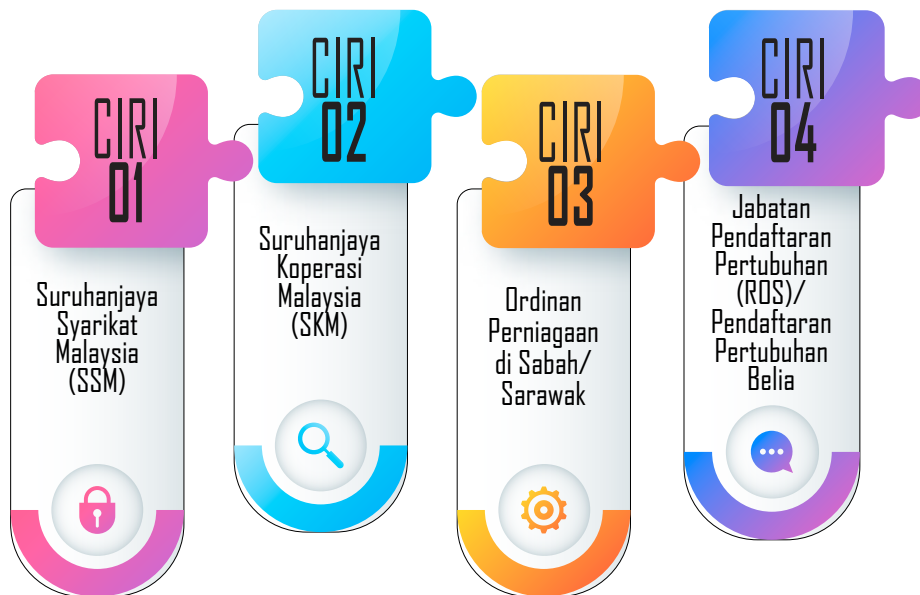 CIRI
01
Suruhanjaya
Syarikat
Malaysia
(SSM)
CIRI
02
Suruhanjaya
Koperasi
Malaysia
(SKM)
CIRI
03
Ordinan
Perniagaan
di Sabah/
Sarawak
CIRI
04
Jabatan
Pendaftaran
Pertubuhan
(ROS)/
Pendaftaran
Pertubuhan
Belia